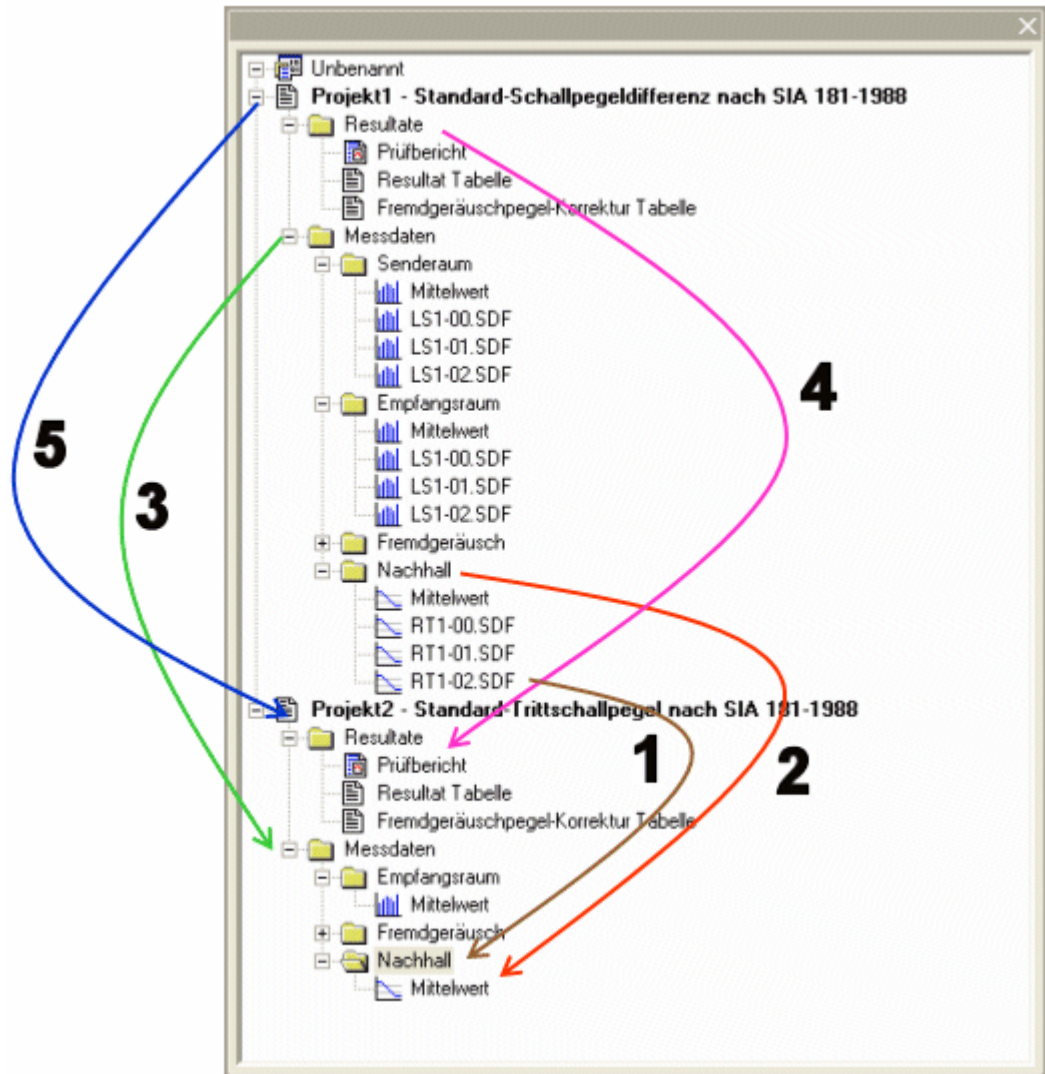 Unbenannt
Projekt1 - Standard-Schallpegeldifferenz nach SIA 181-1988
Resultate
Prüfbericht
Resultat Tabelle
Fremdgeräuschpegel-Korrektur Tabelle
Messdaten
Senderaum
Mittelwert
LS1-00.SDF
LS1-01.SDF
LS1-02.SDF
Empfangsraum
Mittelwert
LS1-00.SDF
LS1-01.SDF
LS1-02.SDF
Fremdgeräusch
Nachhall
Mittelwert
RT1-00.SDF
RT1-01.SDF
RT1-02.SDF
Projekt2 - Standard-Trittschallpegel nach SIA 181-1988
Resultate
Prüfbericht
Resultat Tabelle
Fremdgeräuschpegel-Korrektur Tabelle
Messdaten
Empfangsraum
Mittelwert
Fremdgeräusch
Nachhall
Mittelwert
5
3
4
1
2